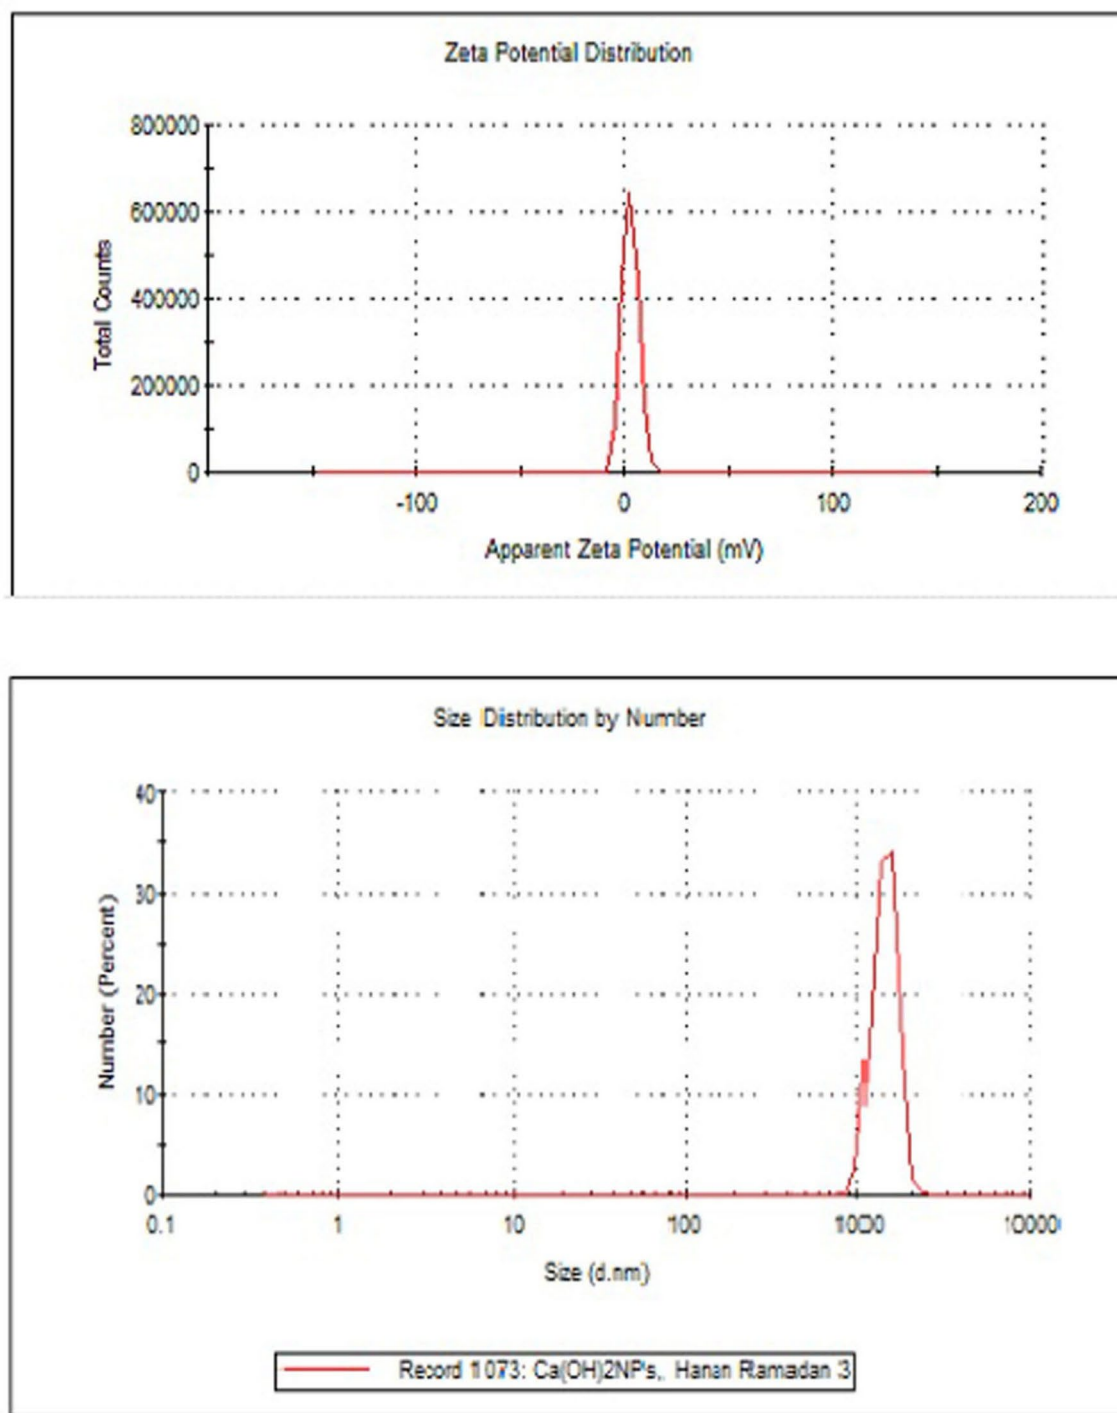 Zeta Potential Distribution
800000
600000
400000
200000
0
Total Counts
-100 0 100 200
Apparent Zeta Potential (mV)
Size Distribution by Number
40
30
20
10
0
Number (Percent)
0.1 1 10 100 1000 10000
Size (d.nm)
Record 1073: Ca(OH)2NPs, Hanan Ramadan 3